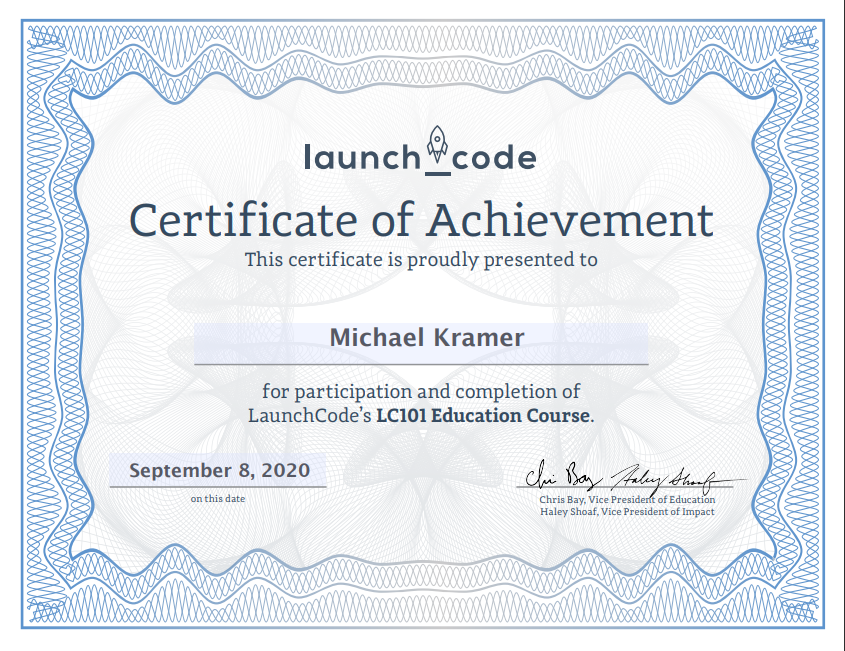 launch_code
Certificate of Achievement
This certificate is proudly presented to
Michael Kramer
for participation and completion of
LaunchCode's LC101 Education Course.
September 8, 2020
on this date
Chris Bay Haley Shoaf
Chris Bay, Vice President of Education
Haley Shoaf, Vice President of Impact